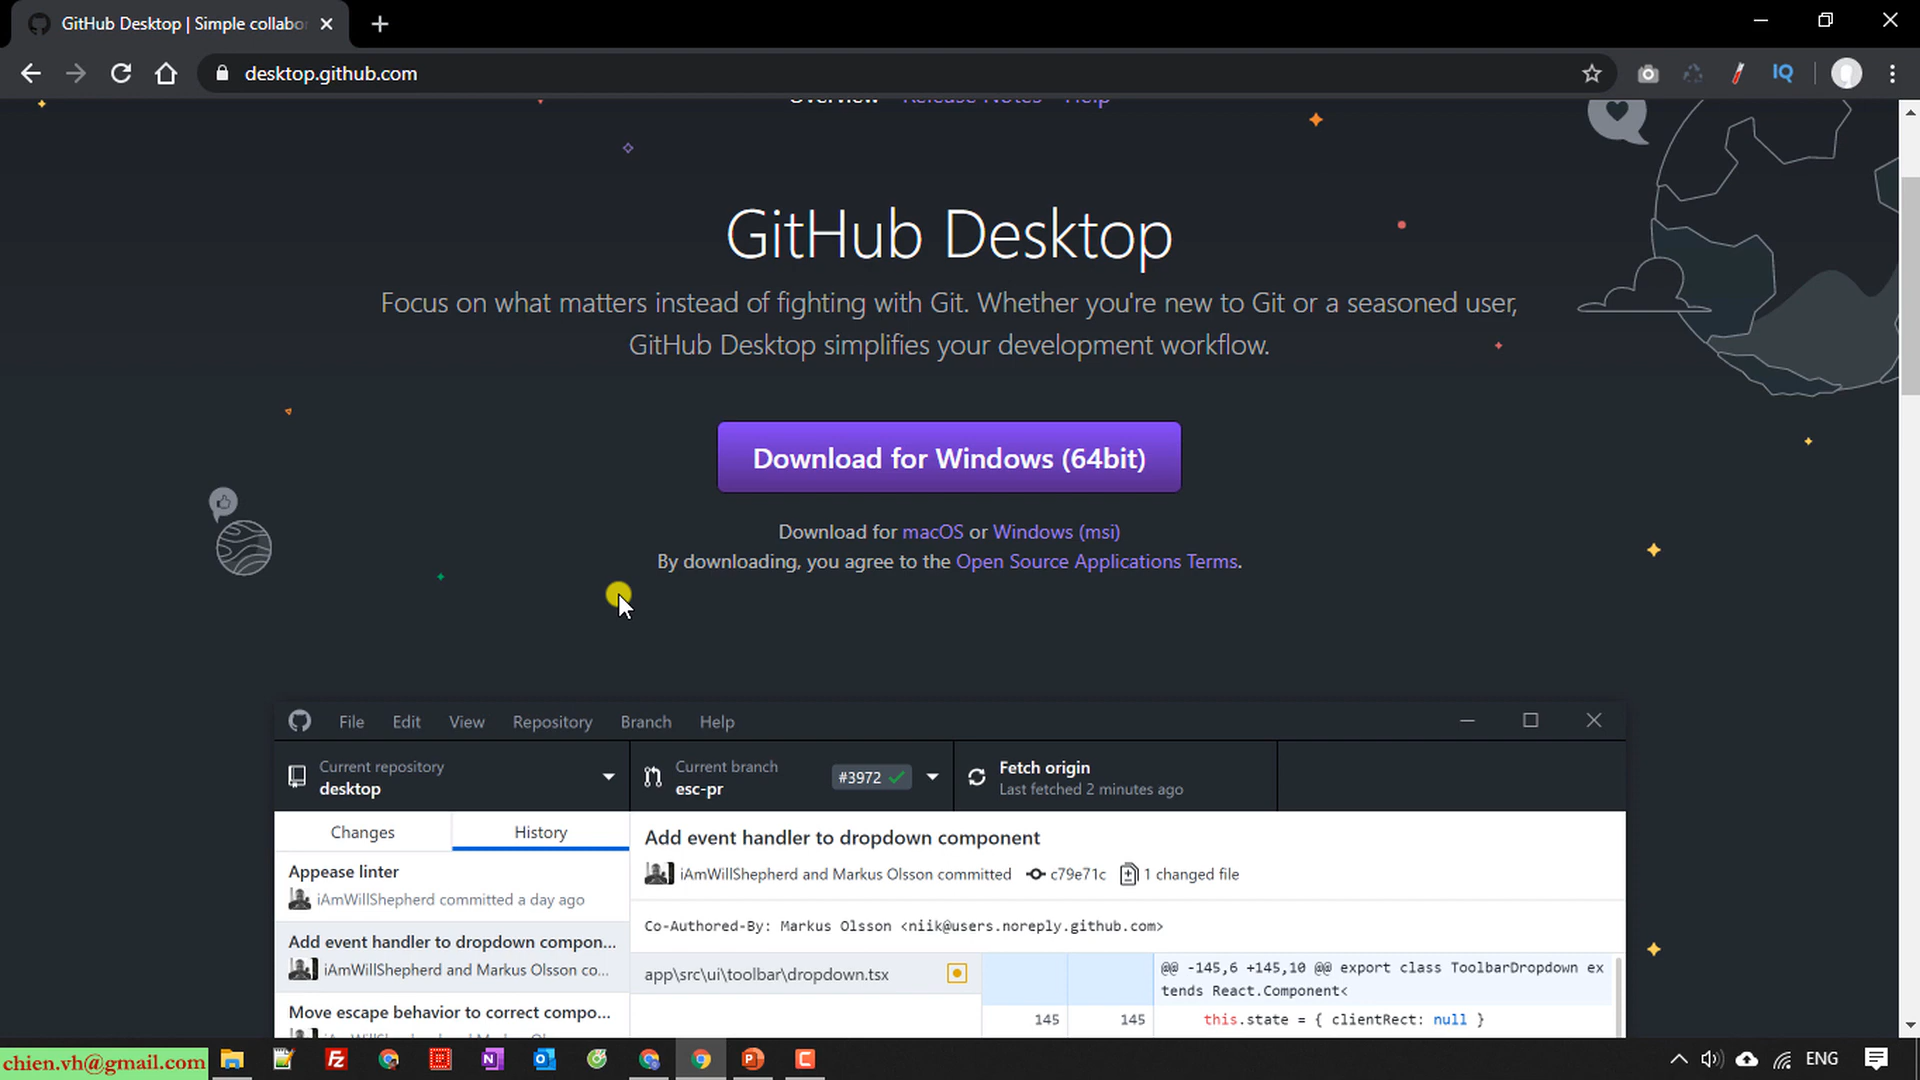 GitHub Desktop | Simple collabo
desktop.github.com
Overview Release Notes Help
GitHub Desktop
Focus on what matters instead of fighting with Git. Whether you're new to Git or a seasoned user,
GitHub Desktop simplifies your development workflow.
Download for Windows (64bit)
Download for macOS or Windows (msi)
By downloading, you agree to the Open Source Applications Terms.
File Edit View Repository Branch Help
Current repository
desktop
Current branch
esc-pr
#3972
Fetch origin
Last fetched 2 minutes ago
Changes History
Appease linter
iAmWillShepherd committed a day ago
Add event handler to dropdown compon...
iAmWillShepherd and Markus Olsson co...
Move escape behavior to correct compo...
Add event handler to dropdown component
iAmWillShepherd and Markus Olsson committed c79e71c 1 changed file
Co-Authored-By: Markus Olsson <niik@users.noreply.github.com>
app\src\ui\toolbar\dropdown.tsx
@@ -145,6 +145,10 @@ export class ToolbarDropdown ex
tends React.Component<
145 145 this.state = { clientRect: null }
chien.vh@gmail.com
ENG